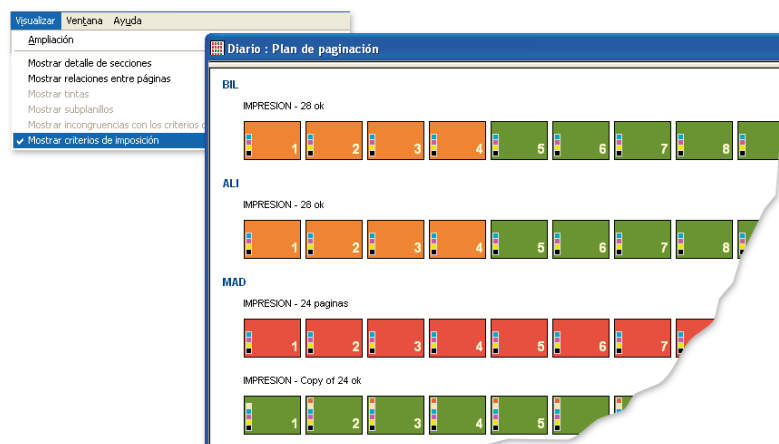 Visualizar Ventana Ayuda
Ampliación
Mostrar detalle de secciones
Mostrar relaciones entre páginas
Mostrar tintas
Mostrar subplanillos
Mostrar incongruencias con los criterios
Mostrar criterios de imposición
Diario : Plan de paginación
BIL
IMPRESION - 28 ok
1 2 3 4 5 6 7 8
ALI
IMPRESION - 28 ok
1 2 3 4 5 6 7 8
MAD
IMPRESION - 24 paginas
1 2 3 4 5 6 7
IMPRESION - Copy of 24 ok
1 2 3 4 5